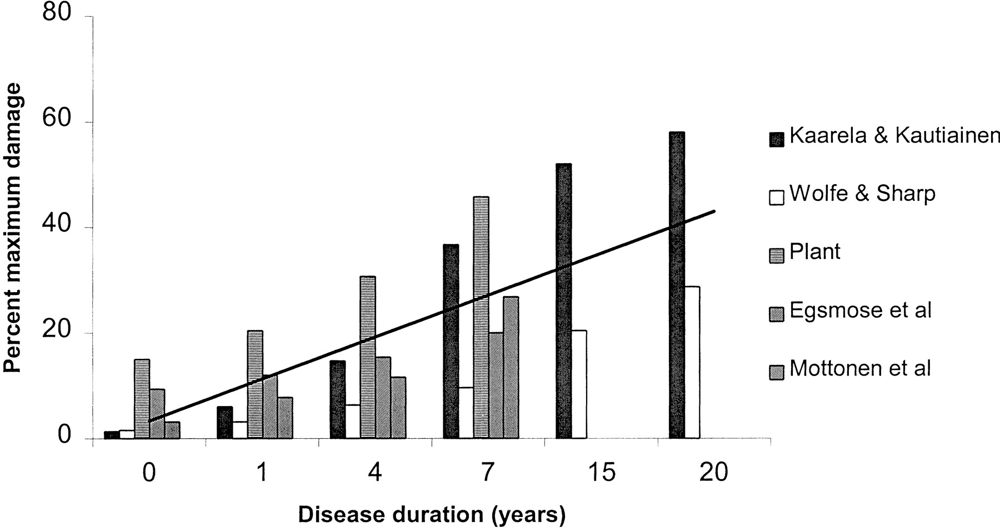 Percent maximum damage
80
60
40
20
0
0 1 4 7 15 20
Disease duration (years)
Kaarela & Kautiainen
Wolfe & Sharp
Plant
Egsmose et al
Mottonen et al